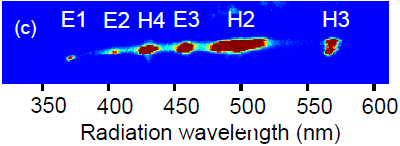 (c) E1 E2 H4 E3 H2 H3
350 400 450 500 550 600
Radiation wavelength (nm)